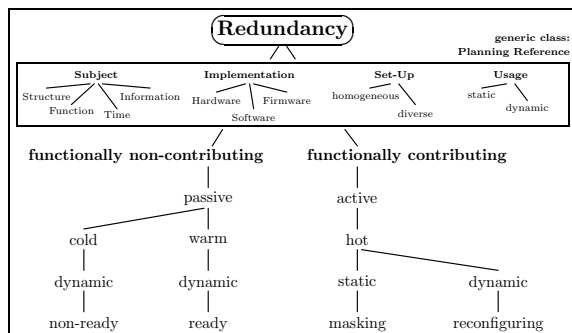 Redundancy
generic class:
Planning Reference
Subject Implementation Set-Up Usage
Structure Information Hardware Firmware homogeneous static
Function Time Software diverse dynamic
functionally non-contributing functionally contributing
passive active
cold warm hot
dynamic dynamic static dynamic
non-ready ready masking reconfiguring